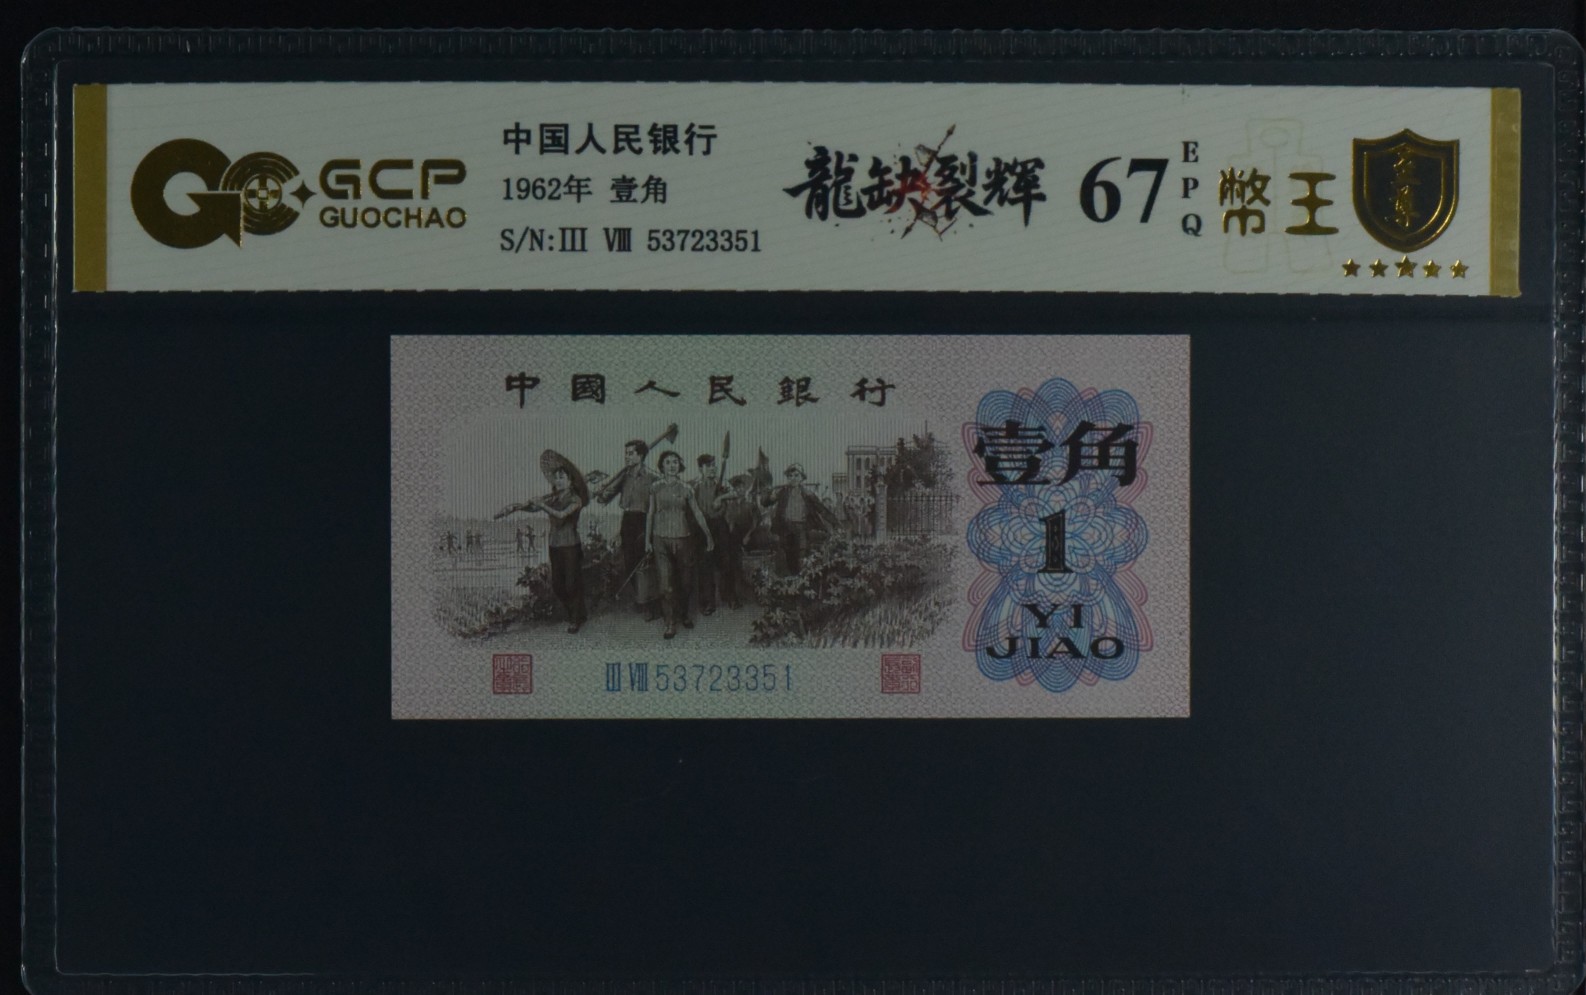 GCP
GUOCHAO
中国人民银行
1962年 壹角
S/N:III VIII 53723351
龍缺裂輝
67
EPQ
幣王
中國人民銀行
壹角
1
YI
JIAO
III VIII 53723351